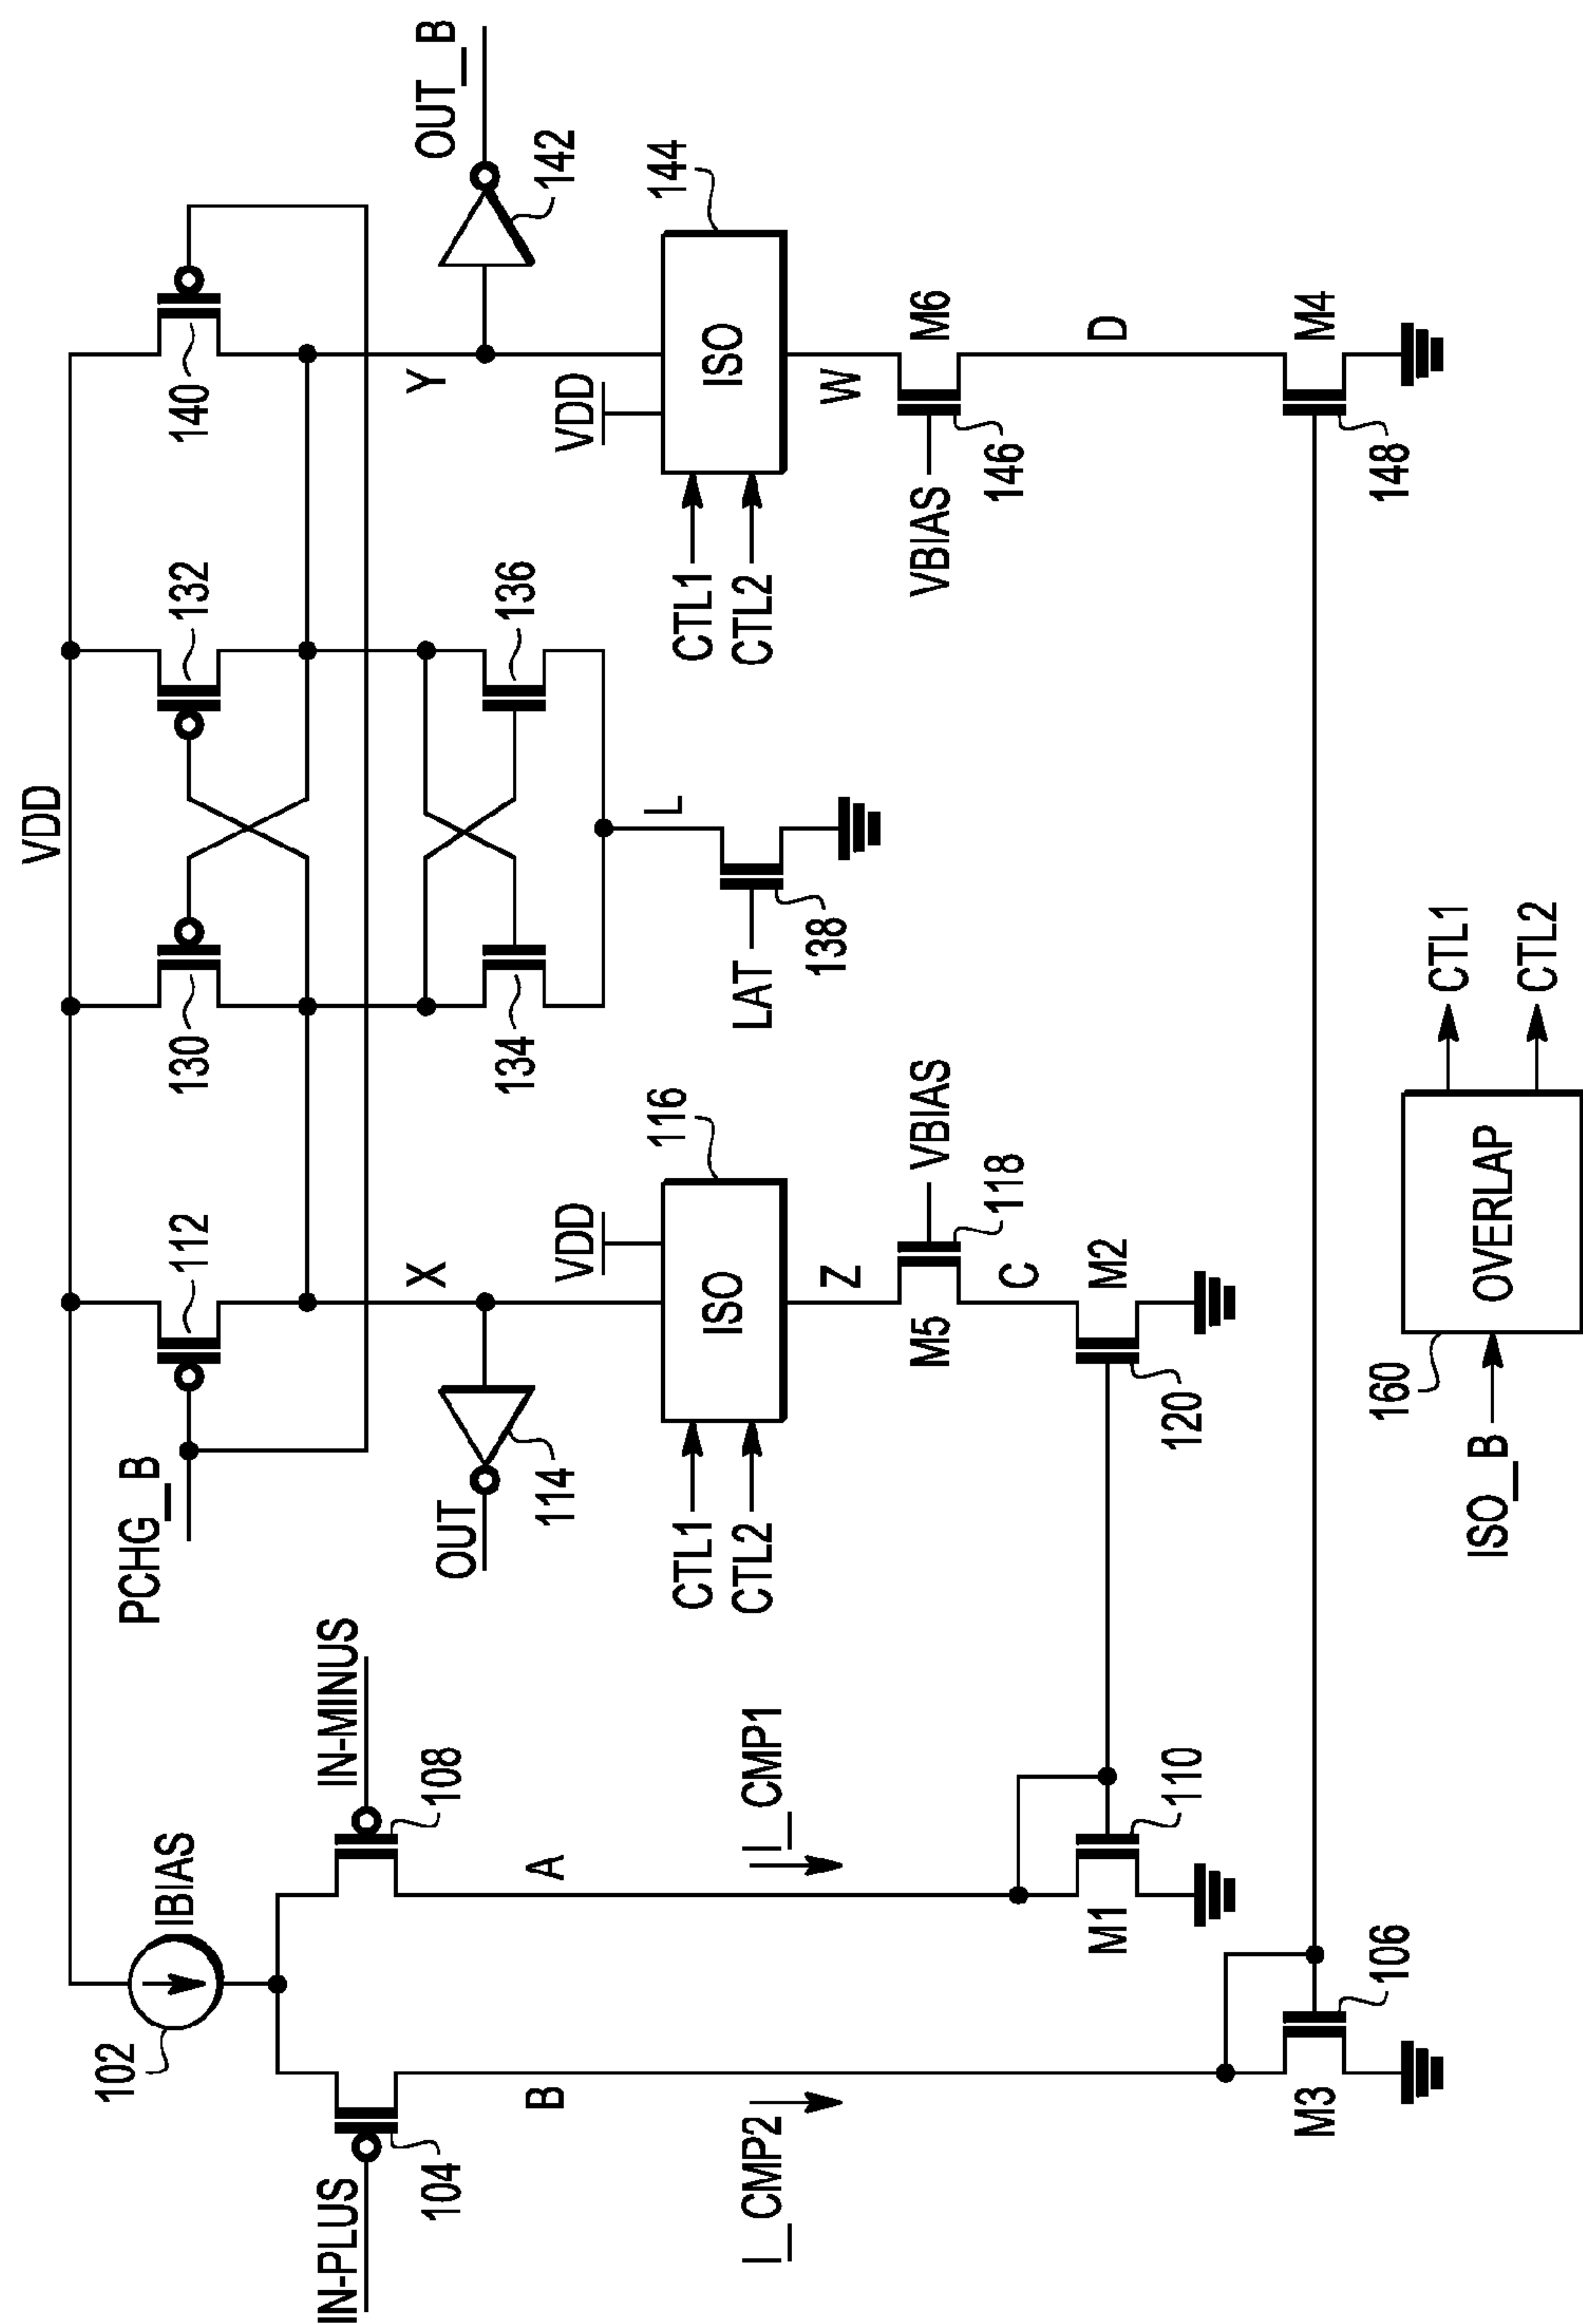 VDD
IBIAS
102
IN-PLUS
104
IN-MINUS
108
B
A
I_CMP2
I_CMP1
M3
106
M1
110
PCHG_B
112
130
132
140
X
Y
OUT
114
OUT_B
142
134
136
L
LAT
138
VDD
ISO
116
CTL1
CTL2
VDD
ISO
144
CTL1
CTL2
Z
M5
VBIAS
118
C
M2
120
W
M6
VBIAS
146
D
M4
148
ISO_B
160
OVERLAP
CTL1
CTL2